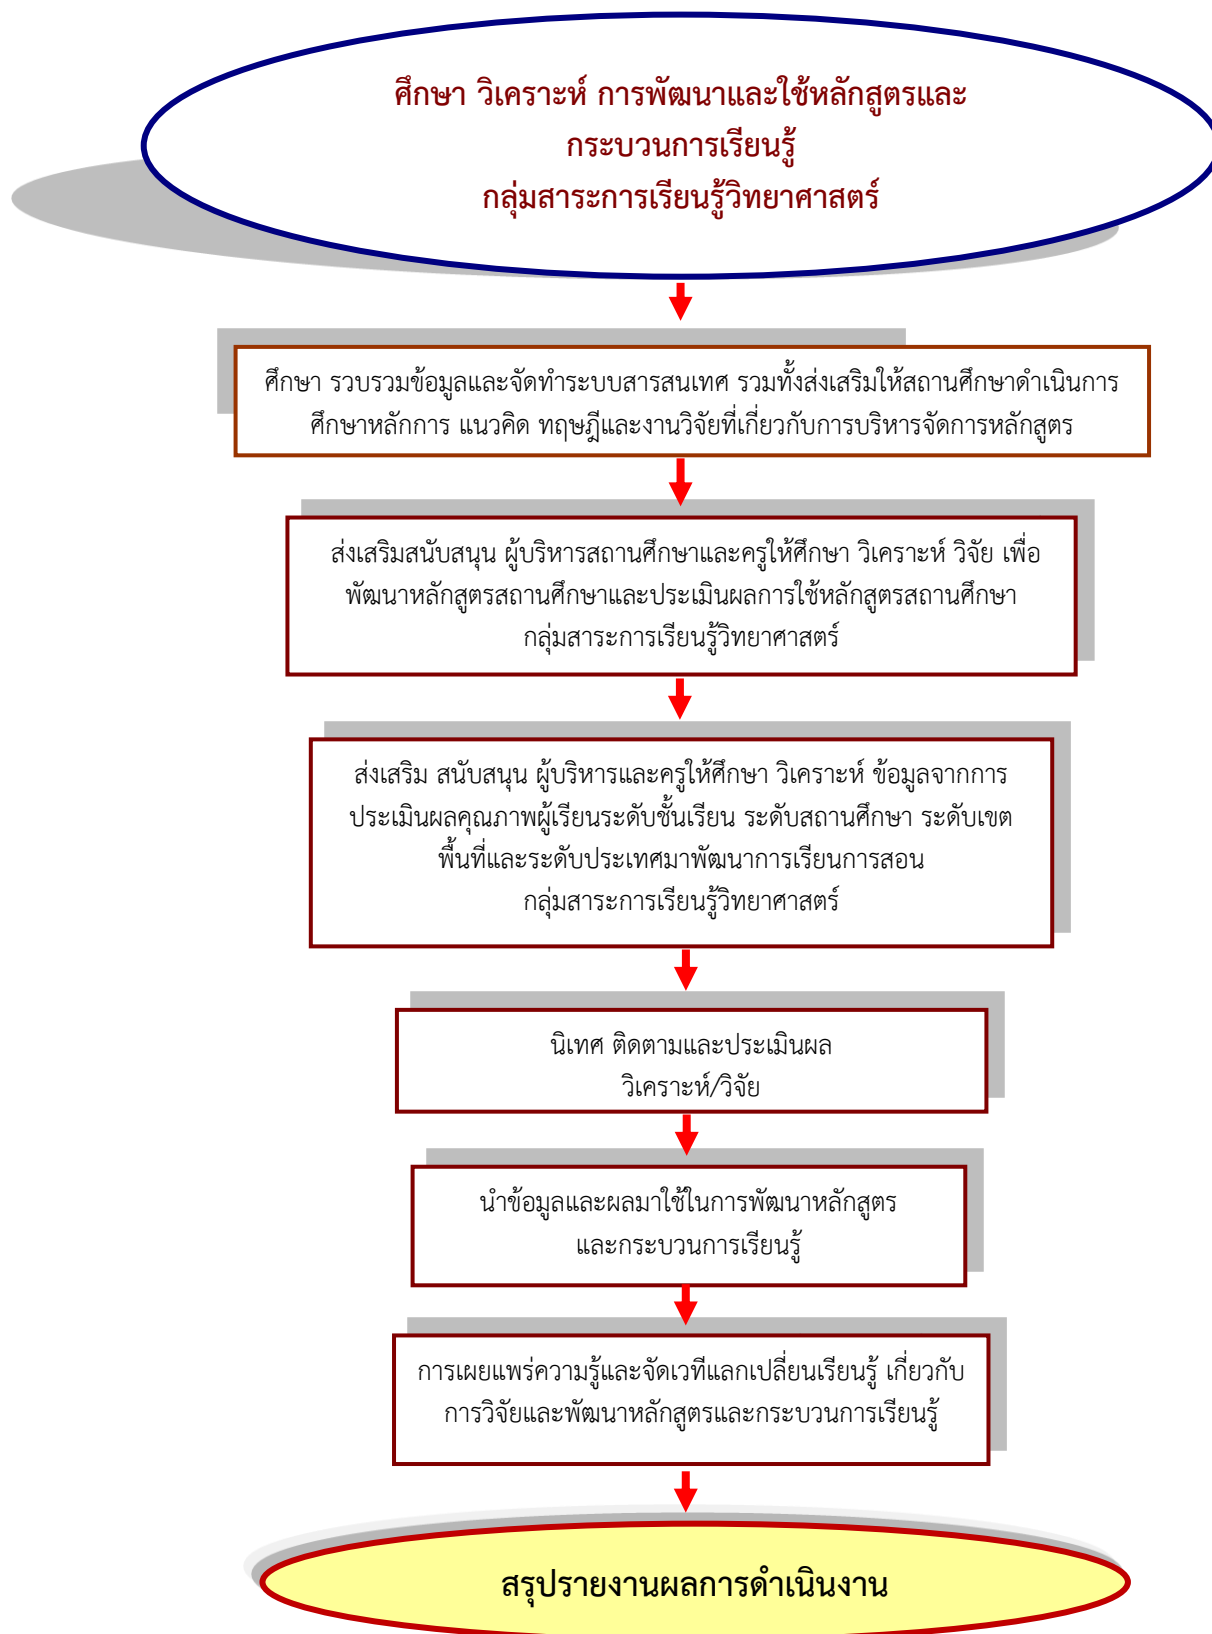 ศึกษา วิเคราะห์ การพัฒนาและใช้หลักสูตรและ
กระบวนการเรียนรู้
กลุ่มสาระการเรียนรู้วิทยาศาสตร์
ศึกษา รวบรวมข้อมูลและจัดทำระบบสารสนเทศ รวมทั้งส่งเสริมให้สถานศึกษาดำเนินการ
ศึกษาหลักการ แนวคิด ทฤษฎีและงานวิจัยที่เกี่ยวกับการบริหารจัดการหลักสูตร
ส่งเสริมสนับสนุน ผู้บริหารสถานศึกษาและครูให้ศึกษา วิเคราะห์ วิจัย เพื่อ
พัฒนาหลักสูตรสถานศึกษาและประเมินผลการใช้หลักสูตรสถานศึกษา
กลุ่มสาระการเรียนรู้วิทยาศาสตร์
ส่งเสริม สนับสนุน ผู้บริหารและครูให้ศึกษา วิเคราะห์ ข้อมูลจากการ
ประเมินผลคุณภาพผู้เรียนระดับชั้นเรียน ระดับสถานศึกษา ระดับเขต
พื้นที่และระดับประเทศมาพัฒนาการเรียนการสอน
กลุ่มสาระการเรียนรู้วิทยาศาสตร์
นิเทศ ติดตามและประเมินผล
วิเคราะห์/วิจัย
นำข้อมูลและผลมาใช้ในการพัฒนาหลักสูตร
และกระบวนการเรียนรู้
การเผยแพร่ความรู้และจัดเวทีแลกเปลี่ยนเรียนรู้ เกี่ยวกับ
การวิจัยและพัฒนาหลักสูตรและกระบวนการเรียนรู้
สรุปรายงานผลการดำเนินงาน